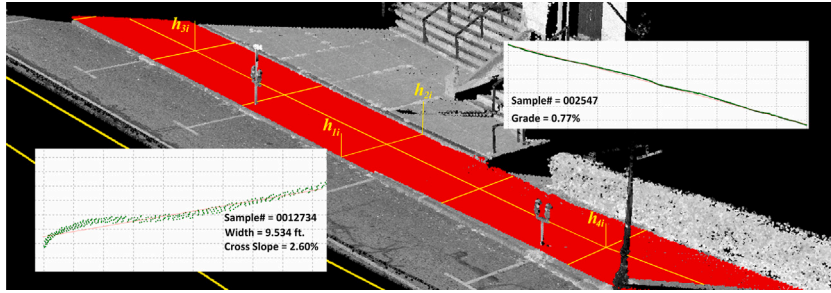 h3i
h2i
h1i
h4i
Sample# = 002547
Grade = 0.77%
Sample# = 0012734
Width = 9.534 ft.
Cross Slope = 2.60%